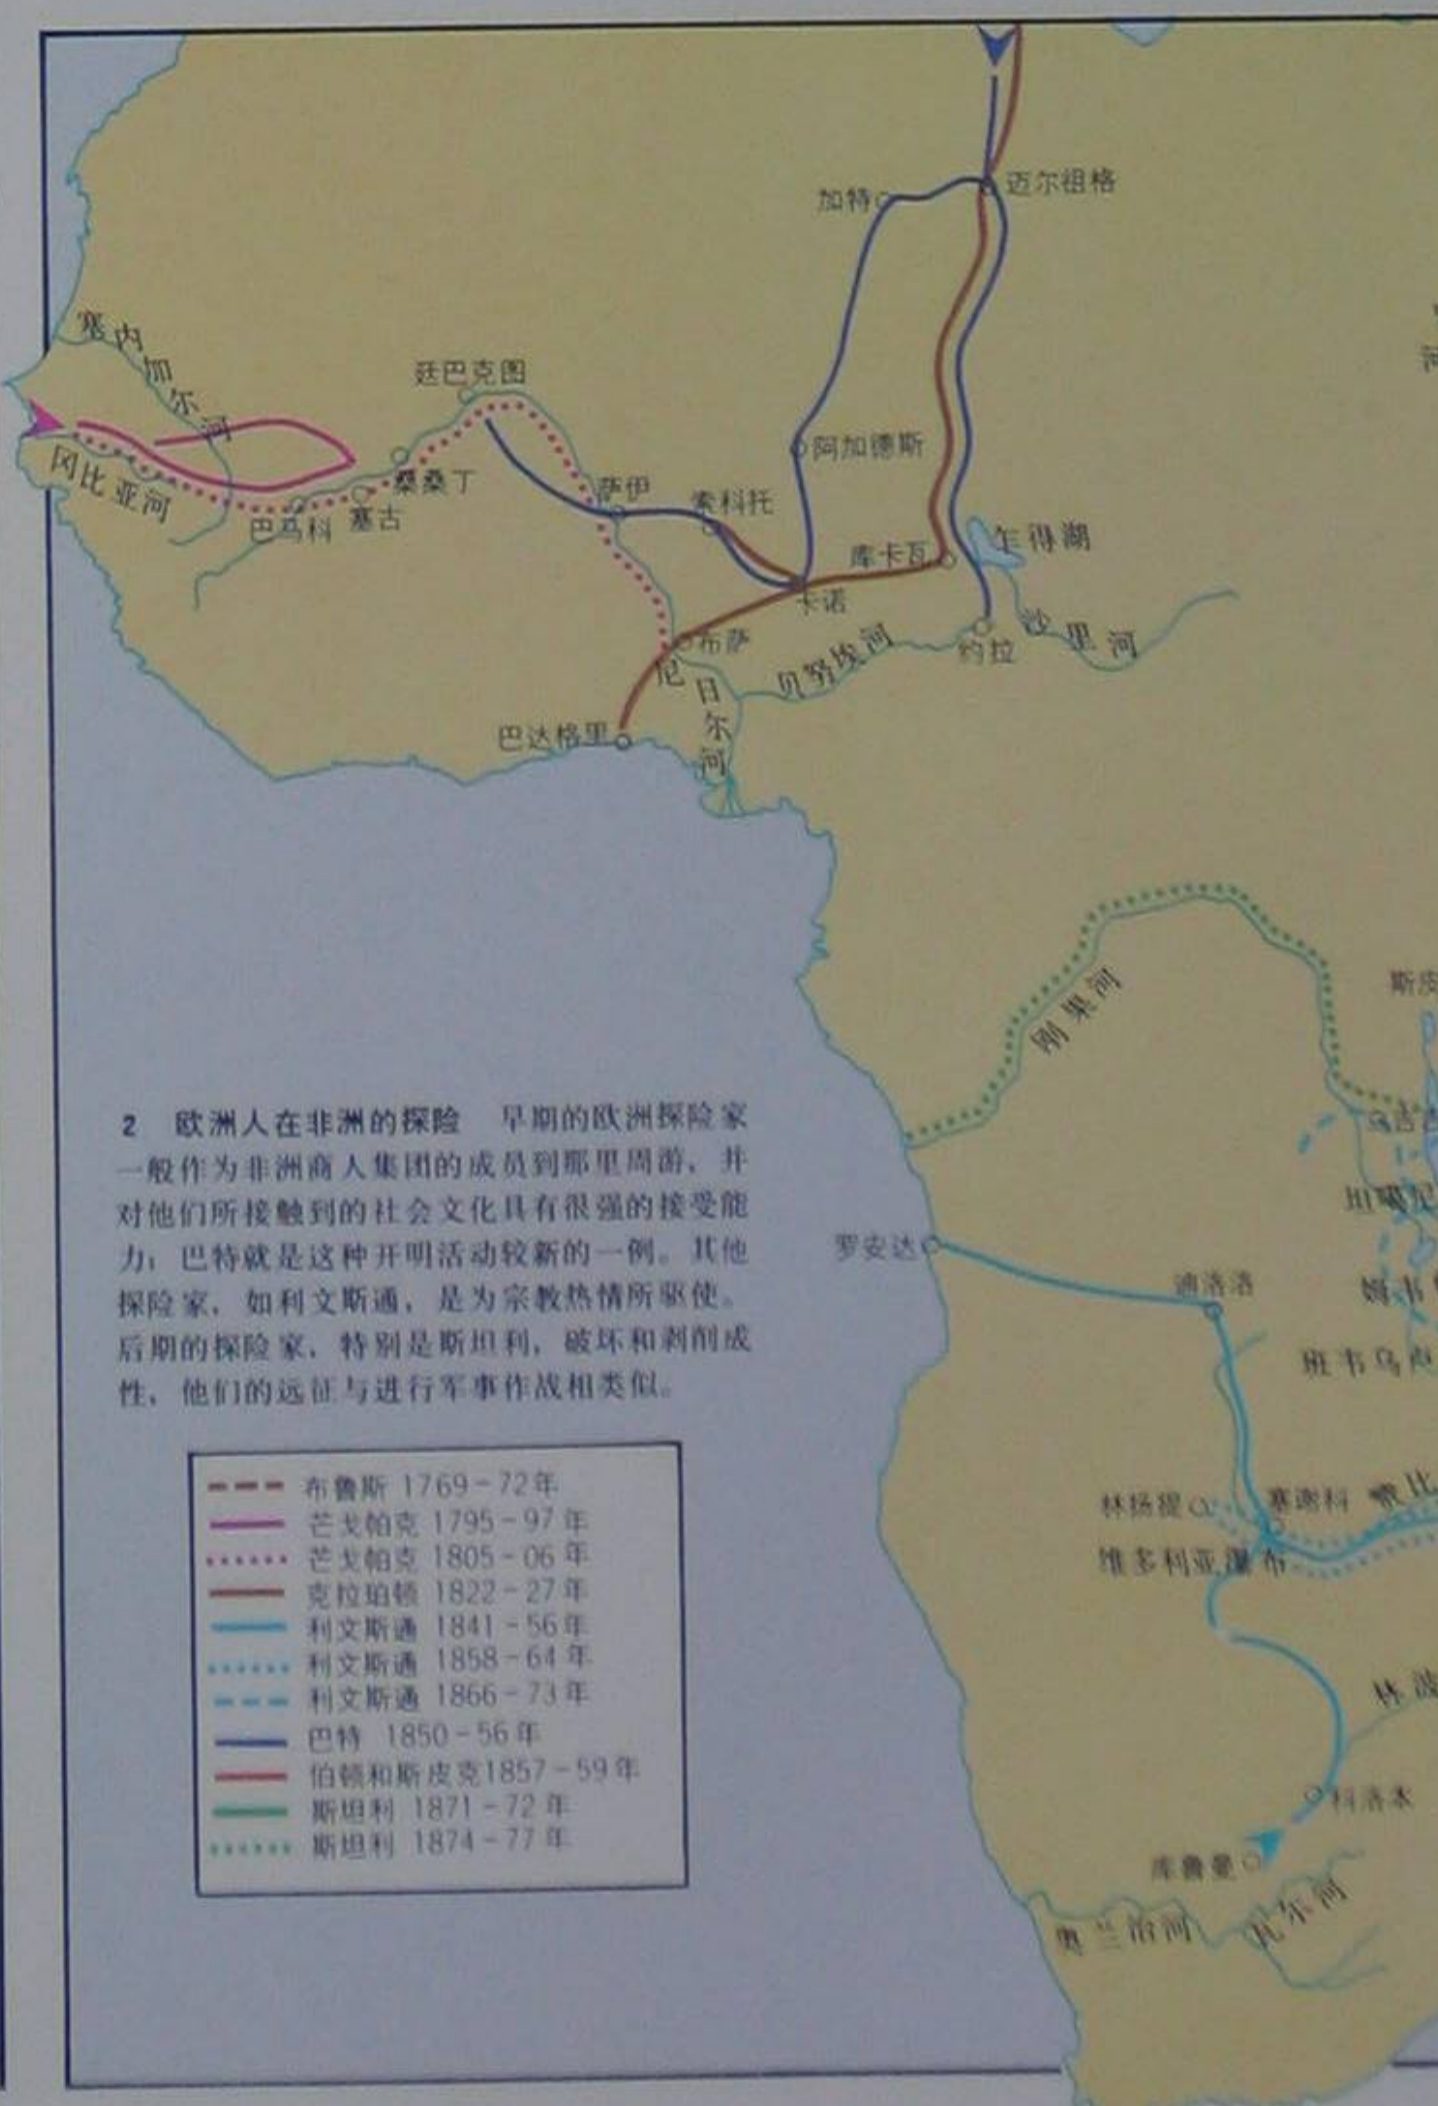 迈尔祖格
加特
塞内加尔河
廷巴克图
冈比亚河
桑桑丁
阿加德斯
巴马科
塞古
萨伊
索科托
库卡瓦
乍得湖
卡诺
布萨
贝努埃河
约拉
沙里河
尼日尔河
巴达格里
河
刚果河
斯皮
2 欧洲人在非洲的探险 早期的欧洲探险家
一般作为非洲商人集团的成员到那里周游，并
对他们所接触到的社会文化具有很强的接受能
力；巴特就是这种开明活动较新的一例。其他
探险家，如利文斯通，是为宗教热情所驱使。
后期的探险家，特别是斯坦利，破坏和剥削成
性，他们的远征与进行军事作战相类似。
罗安达
迪洛洛
坦噶尼
姆韦
班韦乌卢
林扬提
塞谢科
赞比
维多利亚瀑布
林波
科洛本
库鲁曼
奥兰治河
瓦尔河
布鲁斯 1769-72年
芒戈帕克 1795-97年
芒戈帕克 1805-06年
克拉珀顿 1822-27年
利文斯通 1841-56年
利文斯通 1858-64年
利文斯通 1866-73年
巴特 1850-56年
伯顿和斯皮克1857-59年
斯坦利 1871-72年
斯坦利 1874-77年